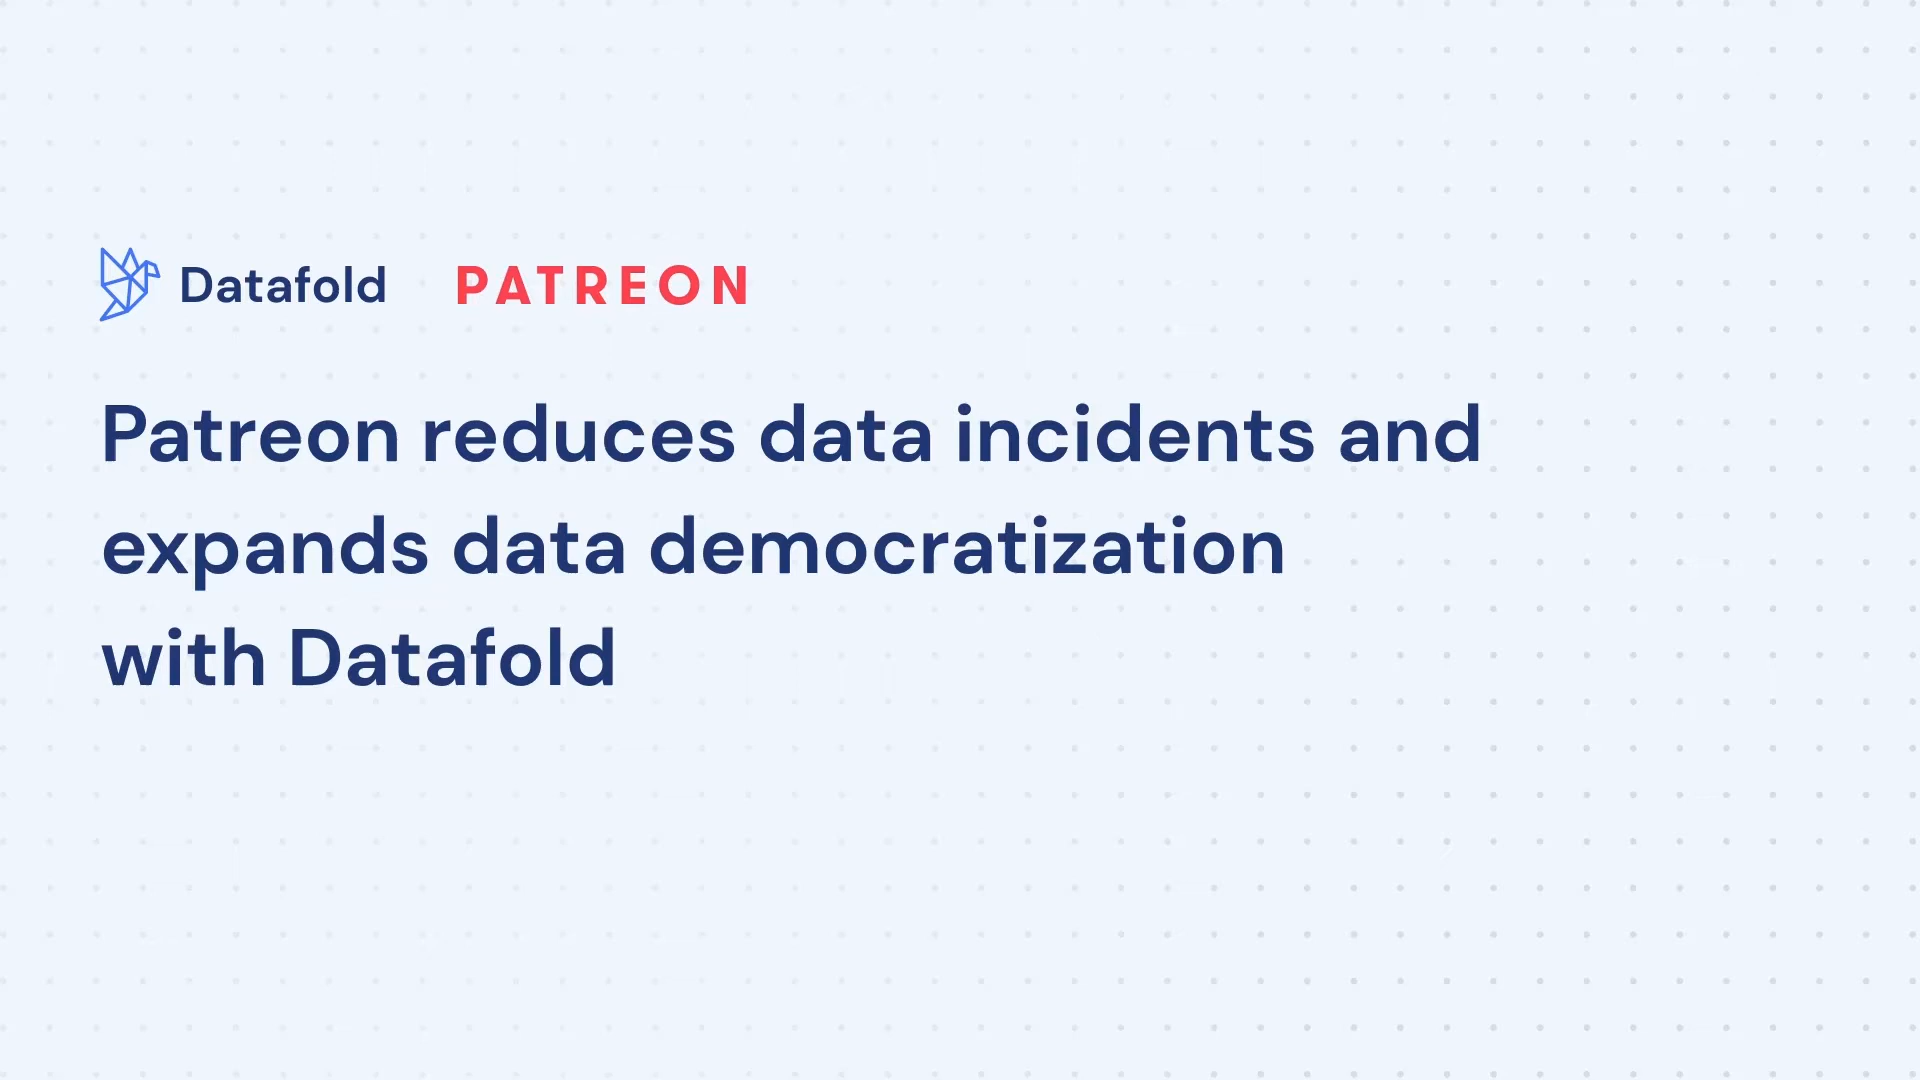 Datafold PATREON
Patreon reduces data incidents and
expands data democratization
with Datafold